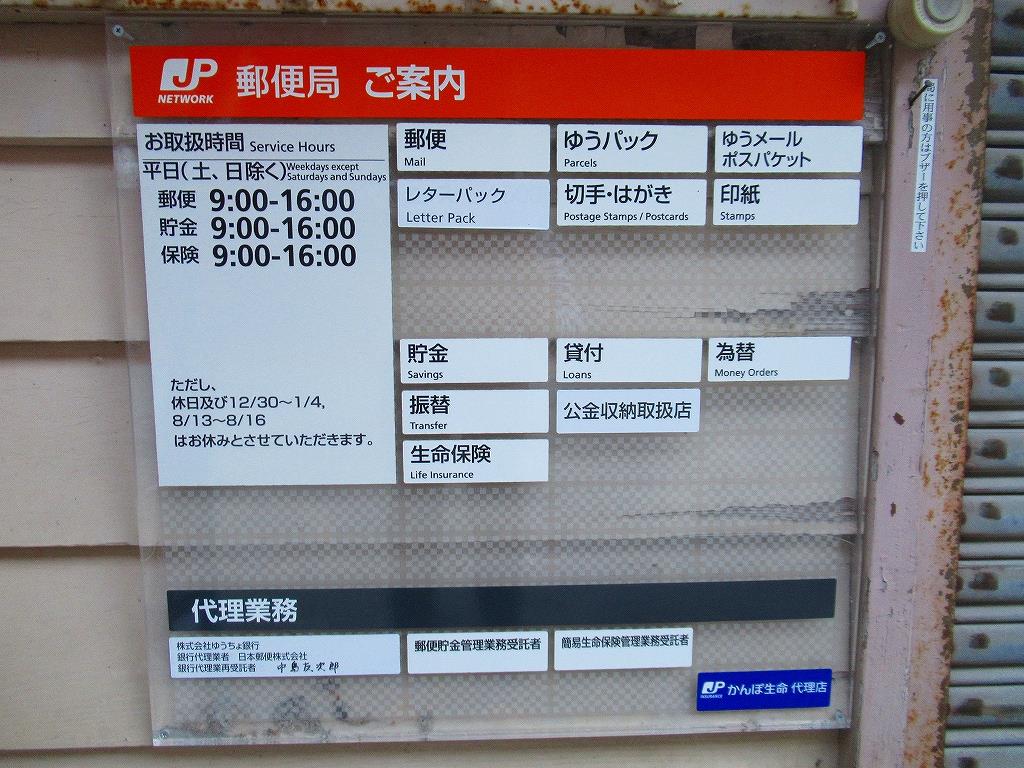 JP
NETWORK
郵便局 ご案内
お取扱時間 Service Hours
平日(土、日除く) Weekdays except
Saturdays and Sundays
郵便 9:00-16:00
貯金 9:00-16:00
保険 9:00-16:00
ただし、
休日及び12/30～1/4,
8/13～8/16
はお休みとさせていただきます。
郵便
Mail
ゆうパック
Parcels
ゆうメール
ポスパケット
レターパック
Letter Pack
切手・はがき
Postage Stamps / Postcards
印紙
Stamps
貯金
Savings
貸付
Loans
為替
Money Orders
振替
Transfer
公金収納取扱店
生命保険
Life Insurance
代理業務
株式会社ゆうちょ銀行
銀行代理業者 日本郵便株式会社
銀行代理業再受託者 中島友次郎
郵便貯金管理業務受託者
簡易生命保険管理業務受託者
JP
INSURANCE
かんぽ生命 代理店
局に用事の方はブザーを押して下さい